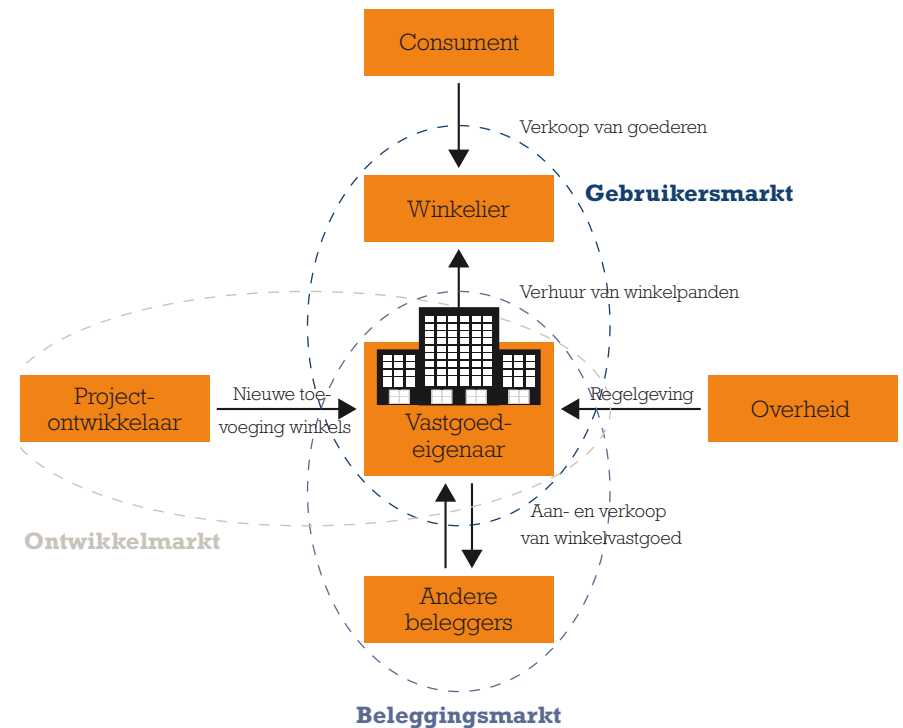 Consument
Verkoop van goederen
Winkelier
Gebruikersmarkt
Verhuur van winkelpanden
Project-
ontwikkelaar
Nieuwe toe-
voeging winkels
Vastgoed-
eigenaar
Regelgeving
Overheid
Aan- en verkoop
van winkelvastgoed
Ontwikkelmarkt
Andere
beleggers
Beleggingsmarkt